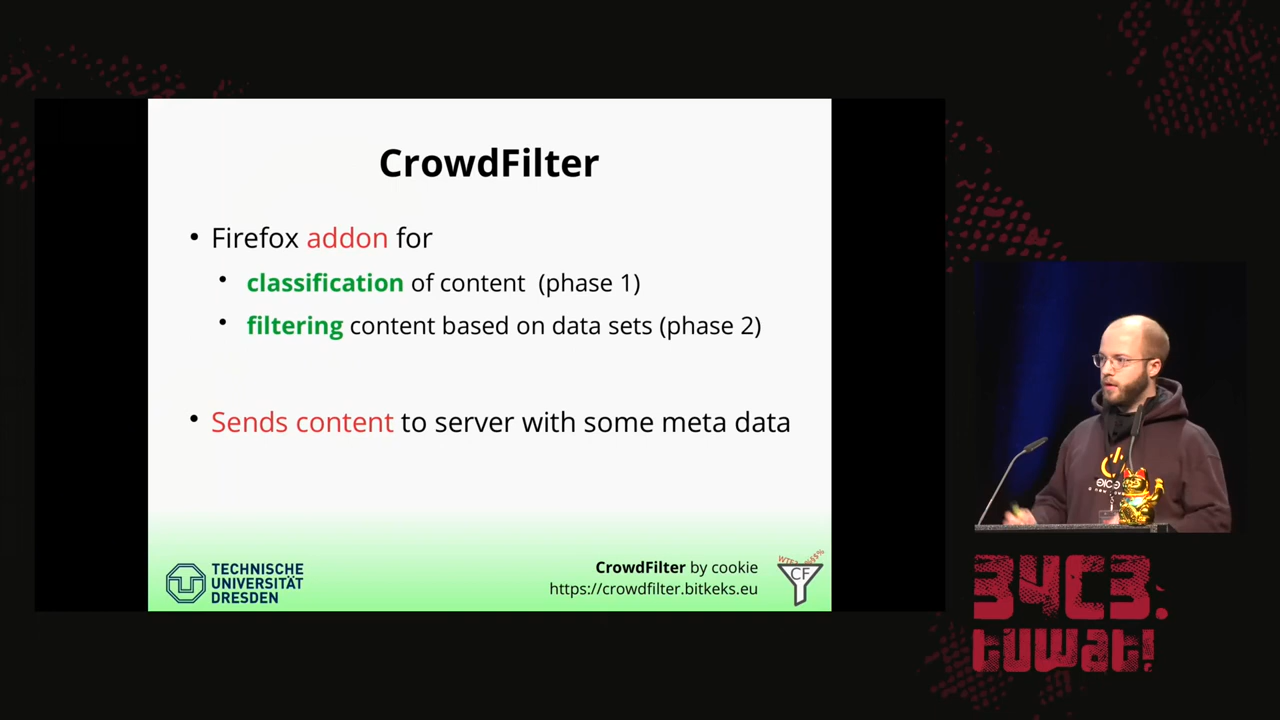 CrowdFilter
• Firefox addon for
• classification of content (phase 1)
• filtering content based on data sets (phase 2)
• Sends content to server with some meta data
TECHNISCHE
UNIVERSITÄT
DRESDEN
CrowdFilter by cookie
https://crowdfilter.bitkeks.eu
CF
34C3.
tuwat!